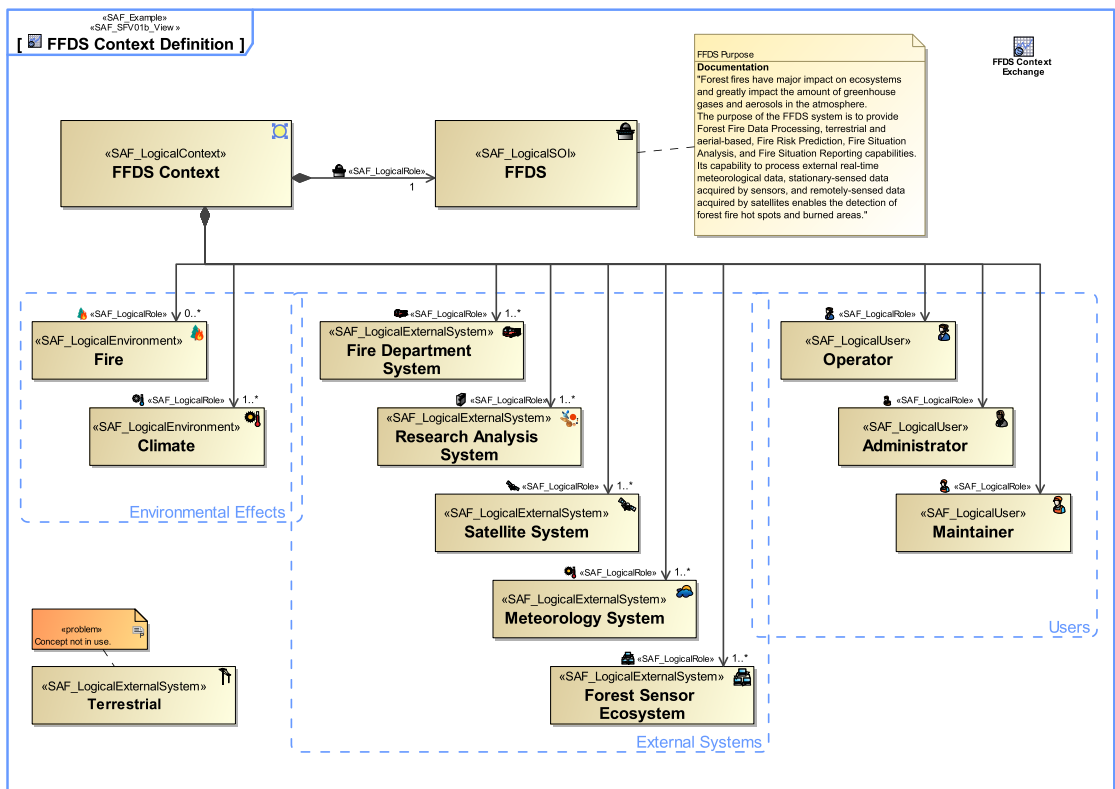 «SAF_Example»
«SAF_SFV01b_View »
[ FFDS Context Definition ]
FFDS Purpose
Documentation
"Forest fires have major impact on ecosystems
and greatly impact the amount of greenhouse
gases and aerosols in the atmosphere.
The purpose of the FFDS system is to provide
Forest Fire Data Processing, terrestrial and
aerial-based, Fire Risk Prediction, Fire Situation
Analysis, and Fire Situation Reporting capabilities.
Its capability to process external real-time
meteorological data, stationary-sensed data
acquired by sensors, and remotely-sensed data
acquired by satellites enables the detection of
forest fire hot spots and burned areas."
FFDS Context
Exchange
«SAF_LogicalContext»
FFDS Context
«SAF_LogicalRole»
1
«SAF_LogicalSOI»
FFDS
«SAF_LogicalRole» 0..*
«SAF_LogicalEnvironment»
Fire
«SAF_LogicalRole» 1..*
«SAF_LogicalEnvironment»
Climate
Environmental Effects
«SAF_LogicalRole» 1..*
«SAF_LogicalExternalSystem»
Fire Department
System
«SAF_LogicalRole» 1..*
«SAF_LogicalExternalSystem»
Research Analysis
System
«SAF_LogicalRole» 1..*
«SAF_LogicalExternalSystem»
Satellite System
«SAF_LogicalRole» 1..*
«SAF_LogicalExternalSystem»
Meteorology System
«SAF_LogicalRole» 1..*
«SAF_LogicalExternalSystem»
Forest Sensor
Ecosystem
External Systems
«SAF_LogicalRole»
«SAF_LogicalUser»
Operator
«SAF_LogicalRole»
«SAF_LogicalUser»
Administrator
«SAF_LogicalRole»
«SAF_LogicalUser»
Maintainer
Users
«problem»
Concept not in use.
«SAF_LogicalExternalSystem»
Terrestrial